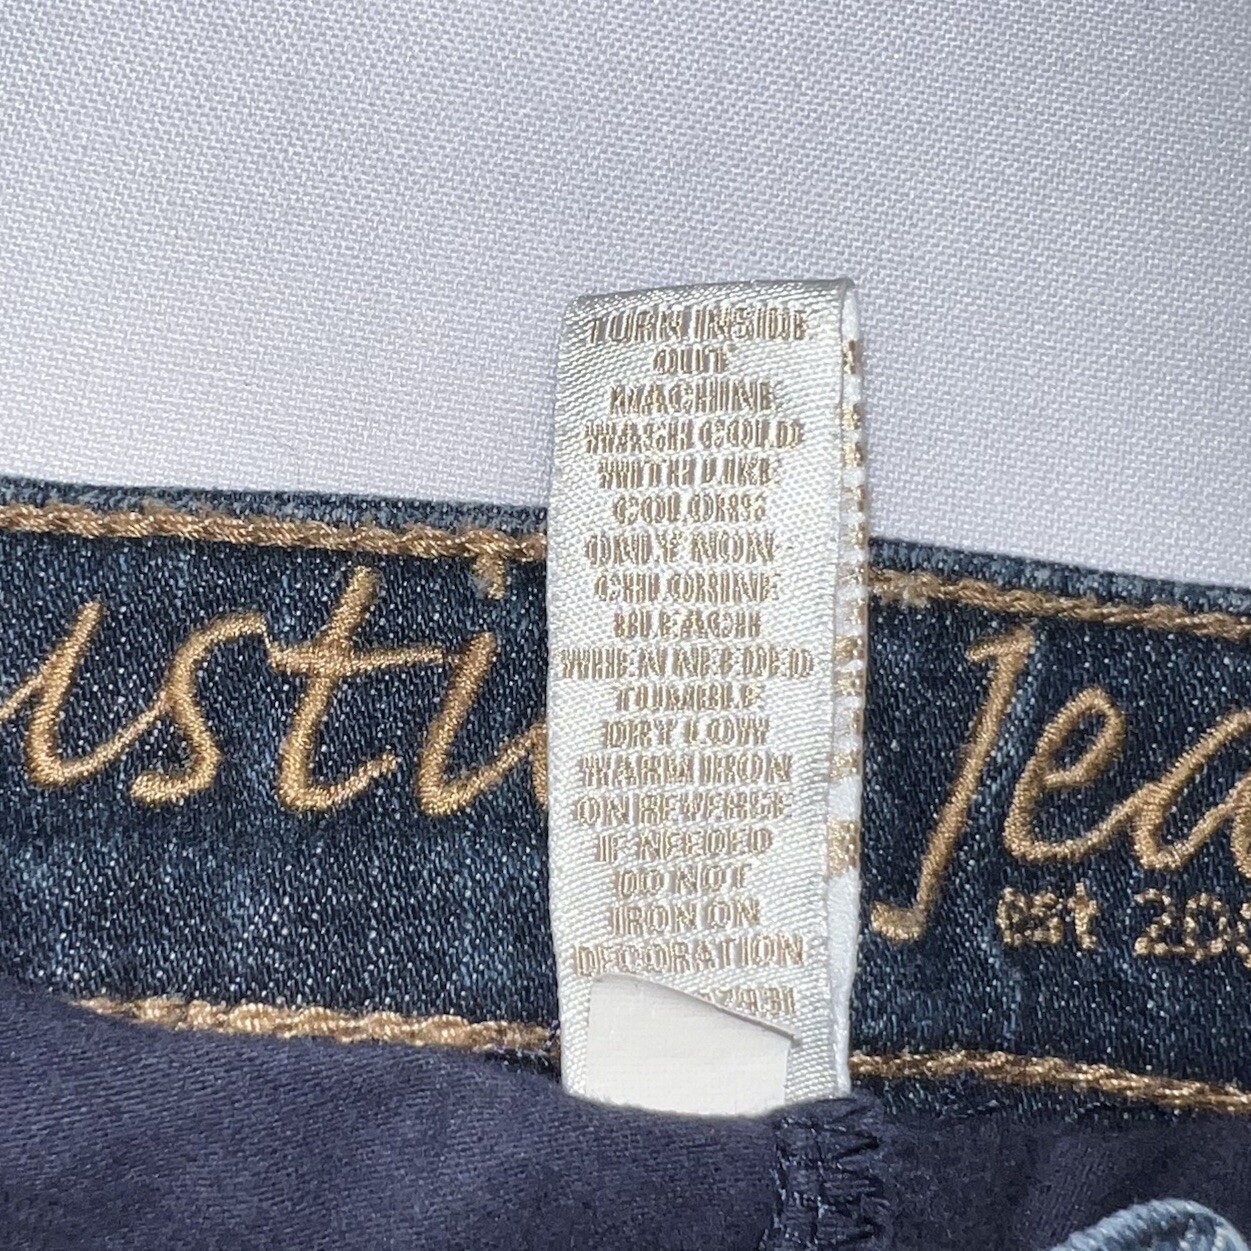 TURN INSIDE
OUT
MACHINE
WASH COLD
WITH LIKE
COLORS
ONLY NON
CHLORINE
BLEACH
WHEN NEEDED
TUMBLE
DRY LOW
WARM IRON
ON REVERSE
IF NEEDED
DO NOT
IRON ON
DECORATION
isti
Jea
est 20